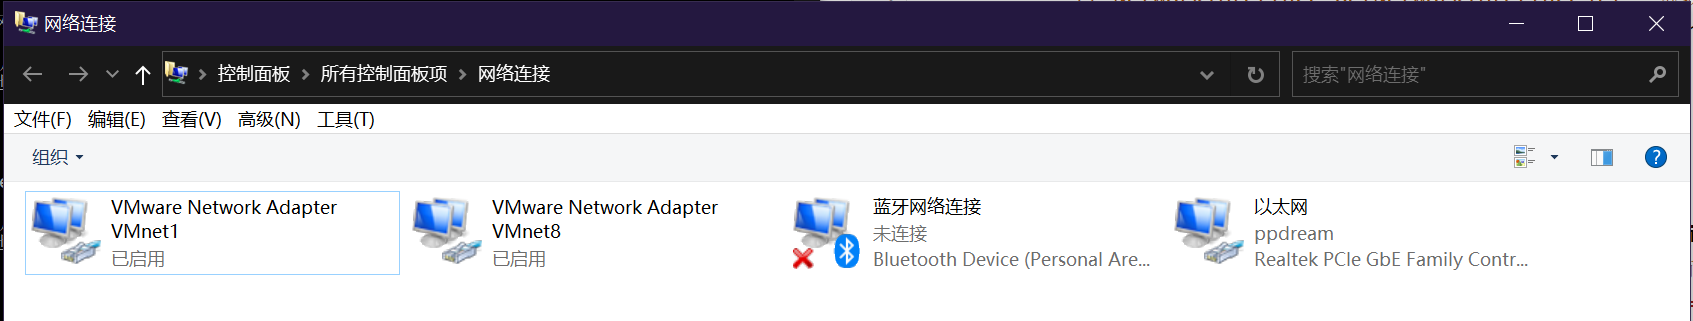 网络连接
控制面板 所有控制面板项 网络连接
搜索"网络连接"
文件(F) 编辑(E) 查看(V) 高级(N) 工具(T)
组织
VMware Network Adapter
VMnet1
已启用
VMware Network Adapter
VMnet8
已启用
蓝牙网络连接
未连接
Bluetooth Device (Personal Are...
以太网
ppdream
Realtek PCIe GbE Family Contr...